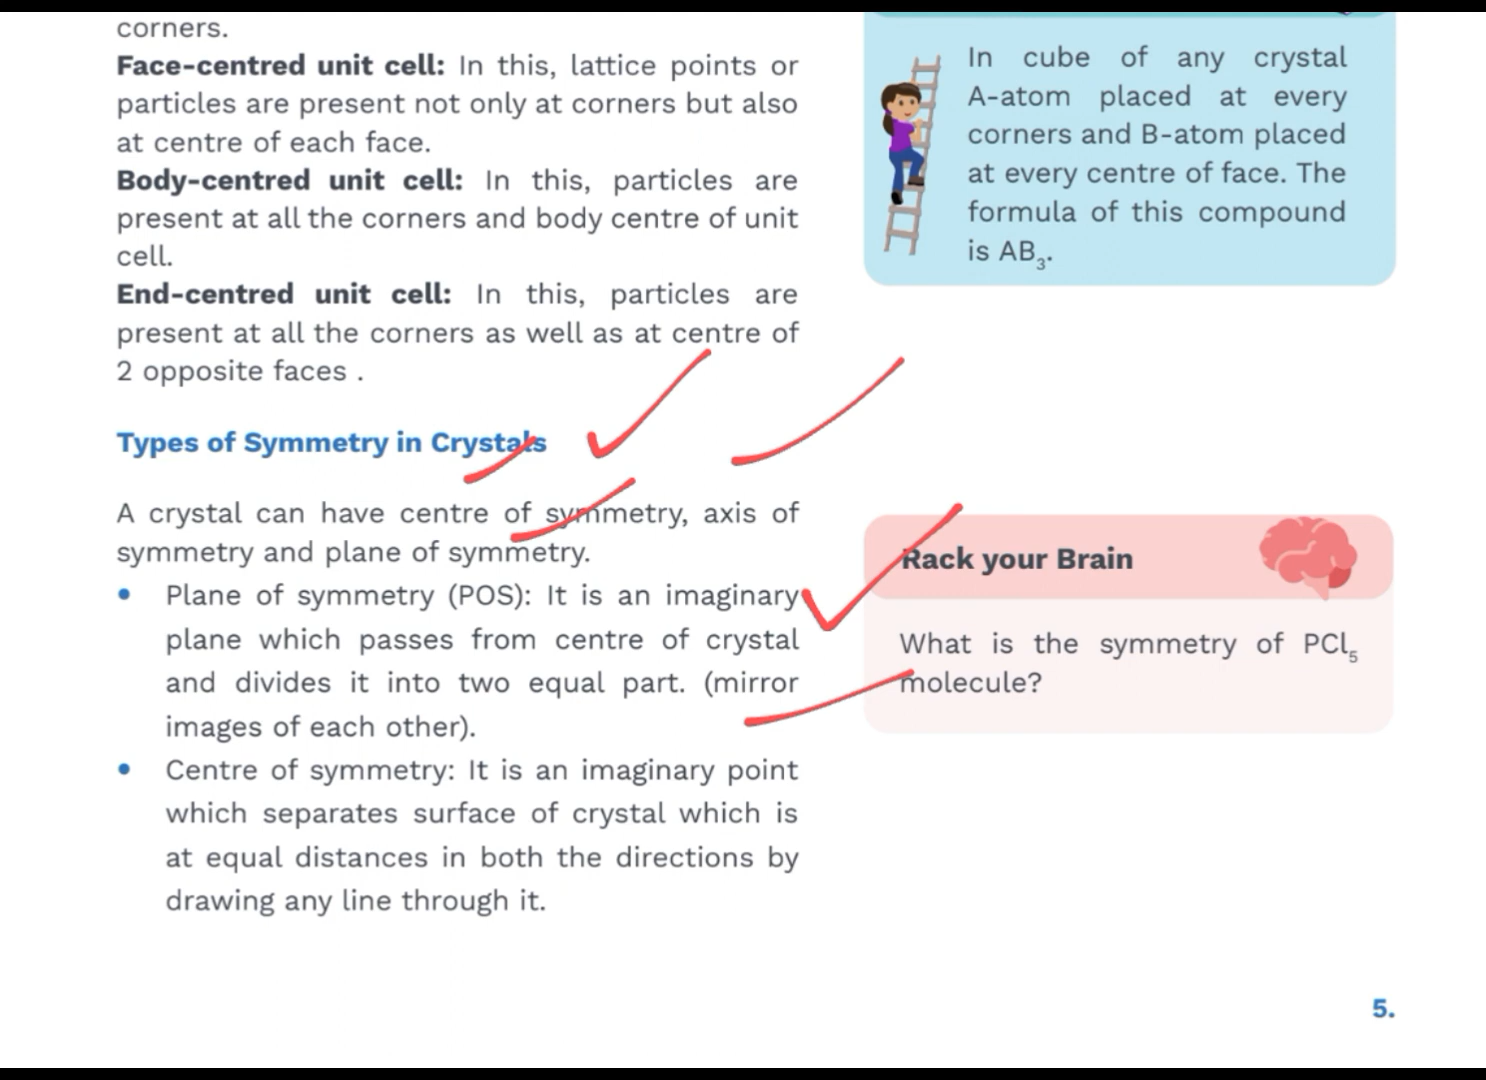 corners.
Face-centred unit cell: In this, lattice points or
particles are present not only at corners but also
at centre of each face.
Body-centred unit cell: In this, particles are
present at all the corners and body centre of unit
cell.
End-centred unit cell: In this, particles are
present at all the corners as well as at centre of
2 opposite faces .
Types of Symmetry in Crystals
A crystal can have centre of symmetry, axis of
symmetry and plane of symmetry.
• Plane of symmetry (POS): It is an imaginary
plane which passes from centre of crystal
and divides it into two equal part. (mirror
images of each other).
• Centre of symmetry: It is an imaginary point
which separates surface of crystal which is
at equal distances in both the directions by
drawing any line through it.
In cube of any crystal
A-atom placed at every
corners and B-atom placed
at every centre of face. The
formula of this compound
is AB₃.
Rack your Brain
What is the symmetry of PCl₅
molecule?
5.